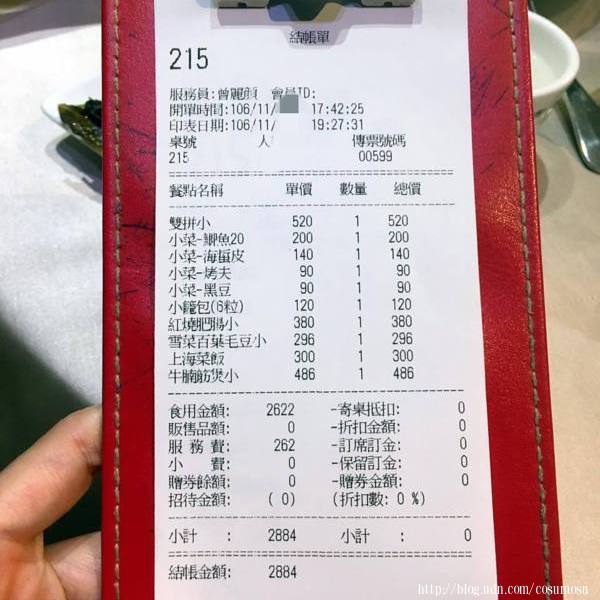 結帳單
215
服務員:曾麗顏 會員ID:
開單時間:106/11/ 17:42:25
印表日期:106/11/ 19:27:31
桌號 人 傳票號碼
215 00599
餐點名稱 單價 數量 總價
雙拼小 520 1 520
小菜-鯽魚20 200 1 200
小菜-海蜇皮 140 1 140
小菜-烤夫 90 1 90
小菜-黑豆 90 1 90
小籠包(6粒) 120 1 120
紅燒肥腸小 380 1 380
雪菜百葉毛豆小 296 1 296
上海菜飯 300 1 300
牛腩筋煲小 486 1 486
食用金額: 2622 -寄桌抵扣: 0
販售品額: 0 -折扣金額: 0
服 務 費: 262 -訂席訂金: 0
小 費: 0 -保留訂金: 0
贈券餘額: 0 -贈券金額: 0
招待金額: ( 0) (折扣數: 0 %)
小計 : 2884 小計 : 0
結帳金額: 2884
http://blog.udn.com/cosumosu